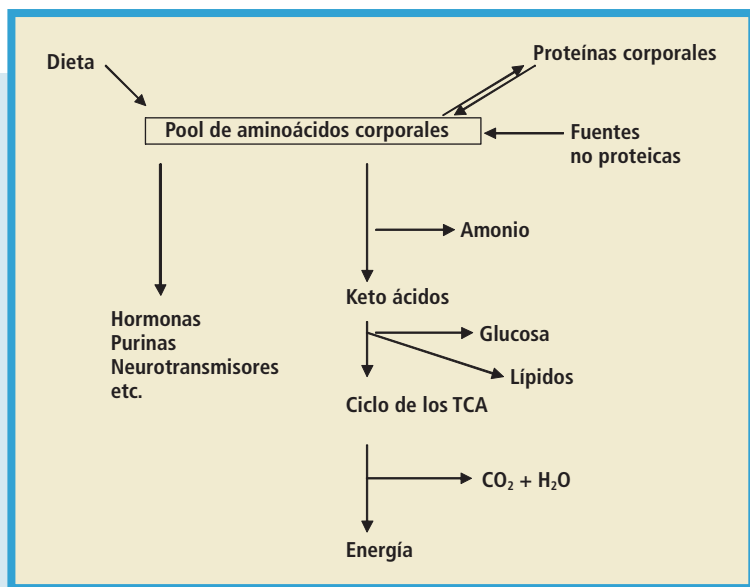 Dieta
Proteínas corporales
Pool de aminoácidos corporales
Fuentes
no proteicas
Amonio
Keto ácidos
Hormonas
Purinas
Neurotransmisores
etc.
Glucosa
Lípidos
Ciclo de los TCA
CO₂ + H₂O
Energía